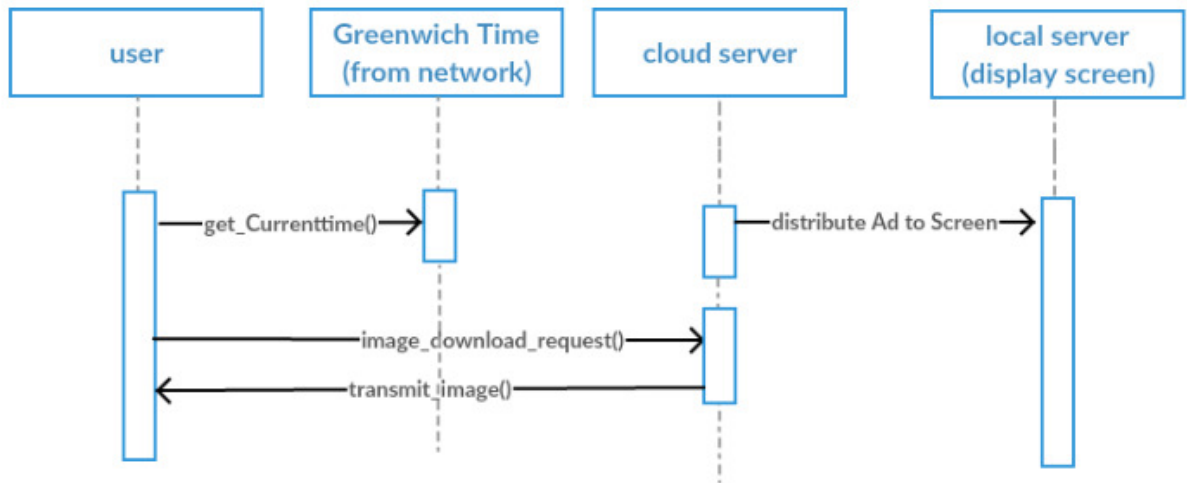 user
Greenwich Time
(from network)
cloud server
local server
(display screen)
get_Currenttime()
distribute Ad to Screen
image_download_request()
transmit_image()